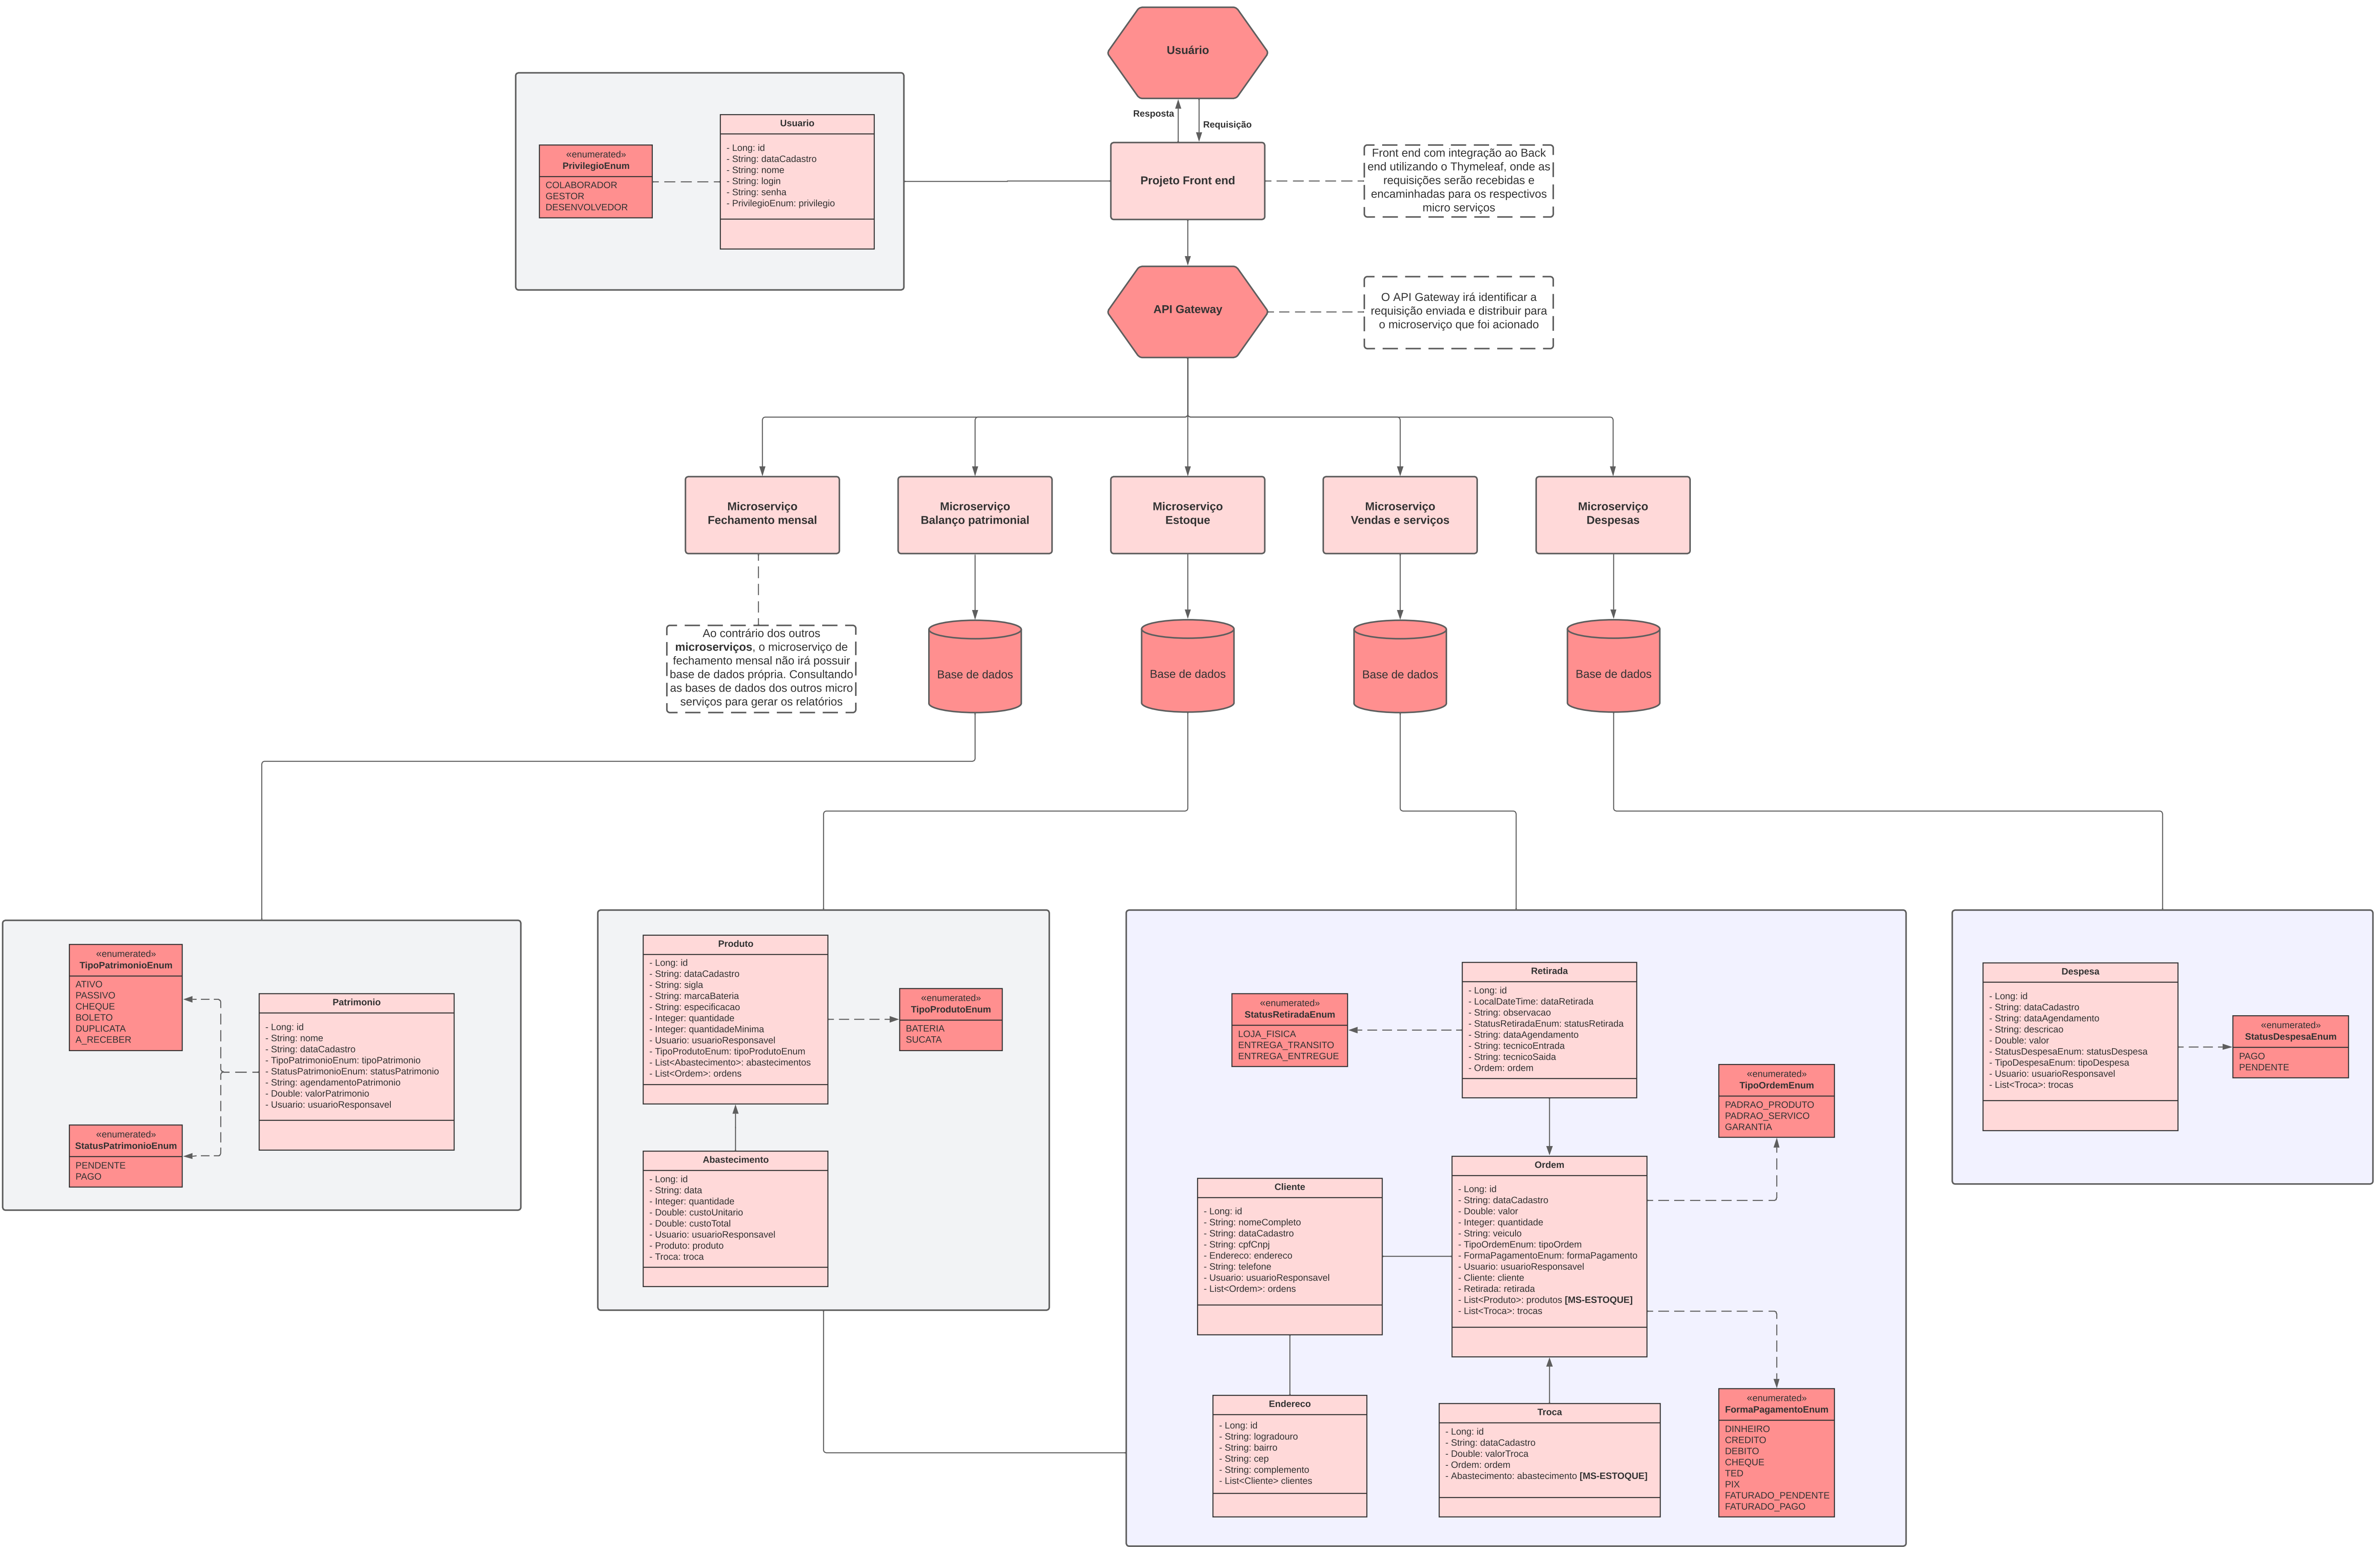 Usuário
Resposta
Requisição
«enumerated»
PrivilegioEnum
COLABORADOR
GESTOR
DESENVOLVEDOR
Usuario
- Long: id
- String: dataCadastro
- String: nome
- String: login
- String: senha
- PrivilegioEnum: privilegio
Projeto Front end
Front end com integração ao Back
end utilizando o Thymeleaf, onde as
requisições serão recebidas e
encaminhadas para os respectivos
micro serviços
API Gateway
O API Gateway irá identificar a
requisição enviada e distribuir para
o microserviço que foi acionado
Microserviço
Fechamento mensal
Microserviço
Balanço patrimonial
Microserviço
Estoque
Microserviço
Vendas e serviços
Microserviço
Despesas
Ao contrário dos outros
microserviços, o microserviço de
fechamento mensal não irá possuir
base de dados própria. Consultando
as bases de dados dos outros micro
serviços para gerar os relatórios
Base de dados
Base de dados
Base de dados
Base de dados
«enumerated»
TipoPatrimonioEnum
ATIVO
PASSIVO
CHEQUE
BOLETO
DUPLICATA
A_RECEBER
«enumerated»
StatusPatrimonioEnum
PENDENTE
PAGO
Patrimonio
- Long: id
- String: nome
- String: dataCadastro
- TipoPatrimonioEnum: tipoPatrimonio
- StatusPatrimonioEnum: statusPatrimonio
- String: agendamentoPatrimonio
- Double: valorPatrimonio
- Usuario: usuarioResponsavel
Produto
- Long: id
- String: dataCadastro
- String: sigla
- String: marcaBateria
- String: especificacao
- Integer: quantidade
- Integer: quantidadeMinima
- Usuario: usuarioResponsavel
- TipoProdutoEnum: tipoProdutoEnum
- List<Abastecimento>: abastecimentos
- List<Ordem>: ordens
«enumerated»
TipoProdutoEnum
BATERIA
SUCATA
Abastecimento
- Long: id
- String: data
- Integer: quantidade
- Double: custoUnitario
- Double: custoTotal
- Usuario: usuarioResponsavel
- Produto: produto
- Troca: troca
«enumerated»
StatusRetiradaEnum
LOJA_FISICA
ENTREGA_TRANSITO
ENTREGA_ENTREGUE
Retirada
- Long: id
- LocalDateTime: dataRetirada
- String: observacao
- StatusRetiradaEnum: statusRetirada
- String: dataAgendamento
- String: tecnicoEntrada
- String: tecnicoSaida
- Ordem: ordem
«enumerated»
TipoOrdemEnum
PADRAO_PRODUTO
PADRAO_SERVICO
GARANTIA
Cliente
- Long: id
- String: nomeCompleto
- String: dataCadastro
- String: cpfCnpj
- Endereco: endereco
- String: telefone
- Usuario: usuarioResponsavel
- List<Ordem>: ordens
Ordem
- Long: id
- String: dataCadastro
- Double: valor
- Integer: quantidade
- String: veiculo
- TipoOrdemEnum: tipoOrdem
- FormaPagamentoEnum: formaPagamento
- Usuario: usuarioResponsavel
- Cliente: cliente
- Retirada: retirada
- List<Produto>: produtos [MS-ESTOQUE]
- List<Troca>: trocas
Endereco
- Long: id
- String: logradouro
- String: bairro
- String: cep
- String: complemento
- List<Cliente> clientes
Troca
- Long: id
- String: dataCadastro
- Double: valorTroca
- Ordem: ordem
- Abastecimento: abastecimento [MS-ESTOQUE]
«enumerated»
FormaPagamentoEnum
DINHEIRO
CREDITO
DEBITO
CHEQUE
TED
PIX
FATURADO_PENDENTE
FATURADO_PAGO
Despesa
- Long: id
- String: dataCadastro
- String: dataAgendamento
- String: descricao
- Double: valor
- StatusDespesaEnum: statusDespesa
- TipoDespesaEnum: tipoDespesa
- Usuario: usuarioResponsavel
- List<Troca>: trocas
«enumerated»
StatusDespesaEnum
PAGO
PENDENTE